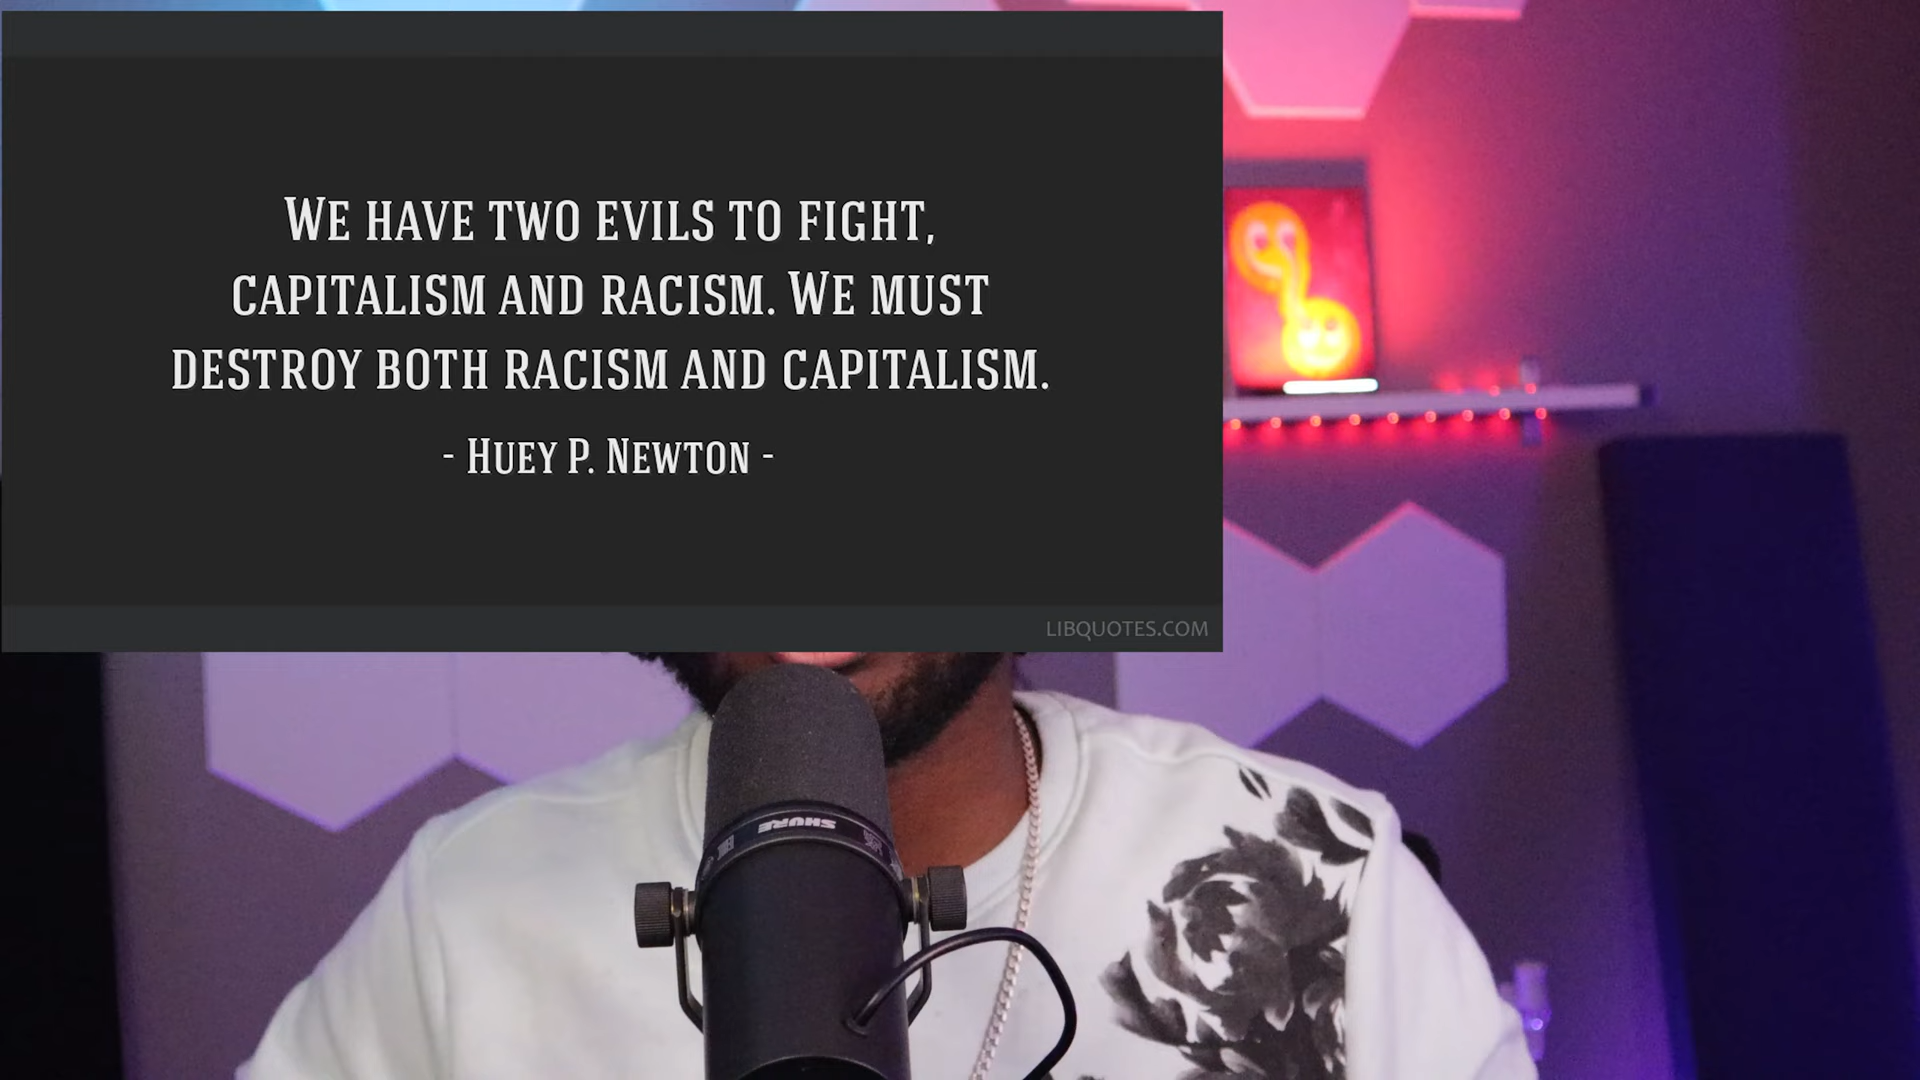 We have two evils to fight,
capitalism and racism. We must
destroy both racism and capitalism.
- Huey P. Newton -
LIBQUOTES.COM
SHURE